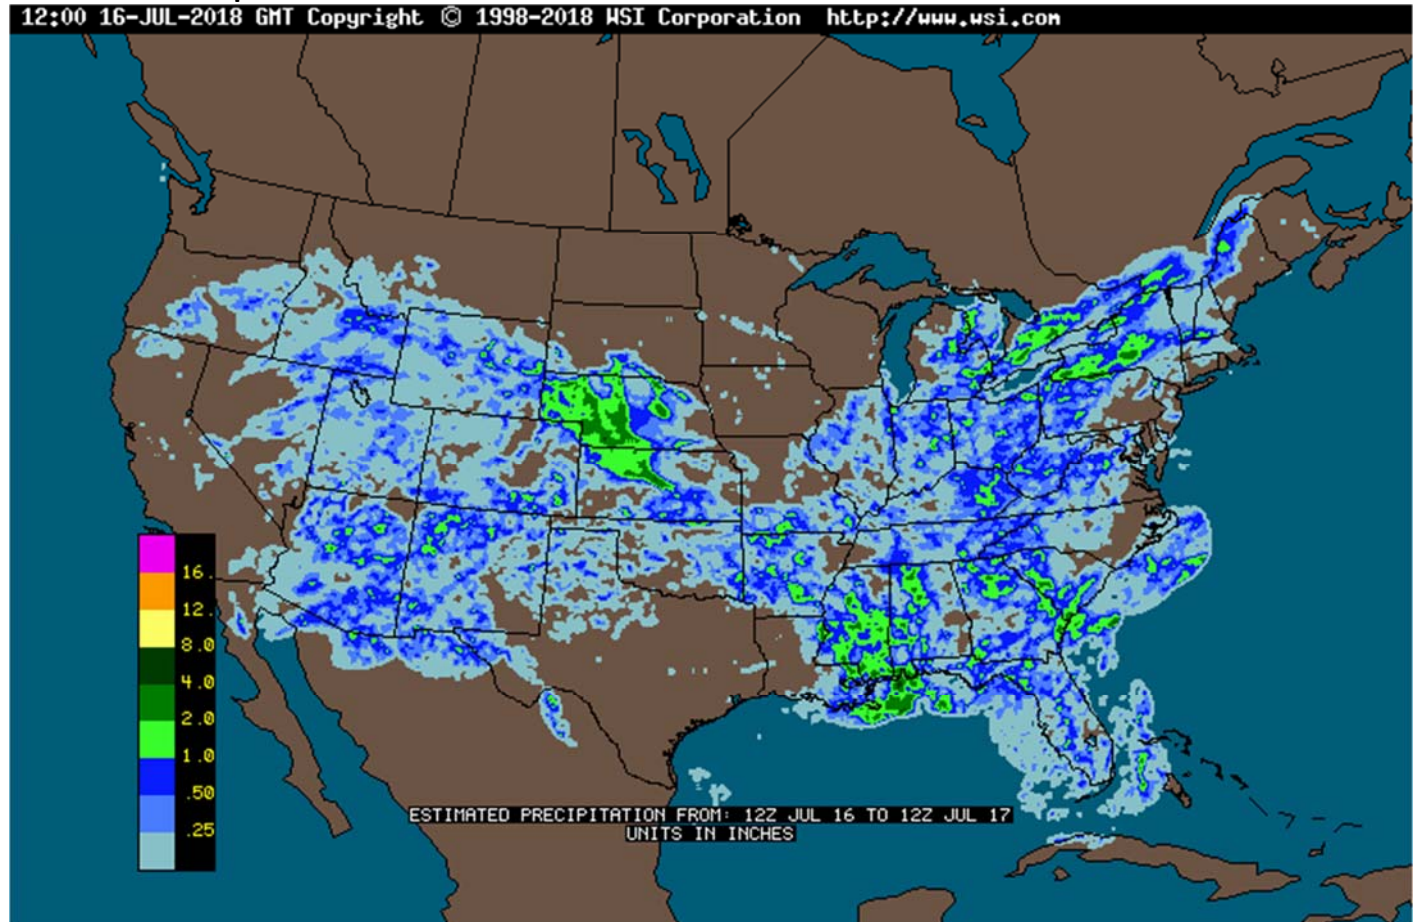 12:00 16-JUL-2018 GMT Copyright © 1998-2018 WSI Corporation  http://www.wsi.com
16.
12.
8.0
4.0
2.0
1.0
.50
.25
ESTIMATED PRECIPITATION FROM: 12Z JUL 16 TO 12Z JUL 17
UNITS IN INCHES